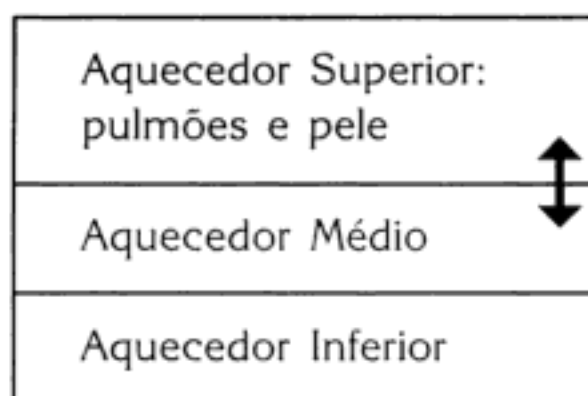 Aquecedor Superior:
pulmões e pele
Aquecedor Médio
Aquecedor Inferior